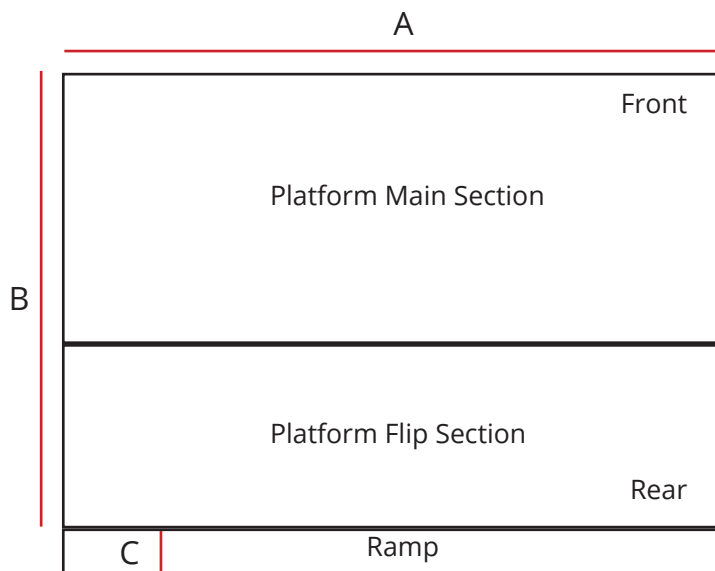 A
Front
Platform Main Section
B
Platform Flip Section
Rear
C
Ramp